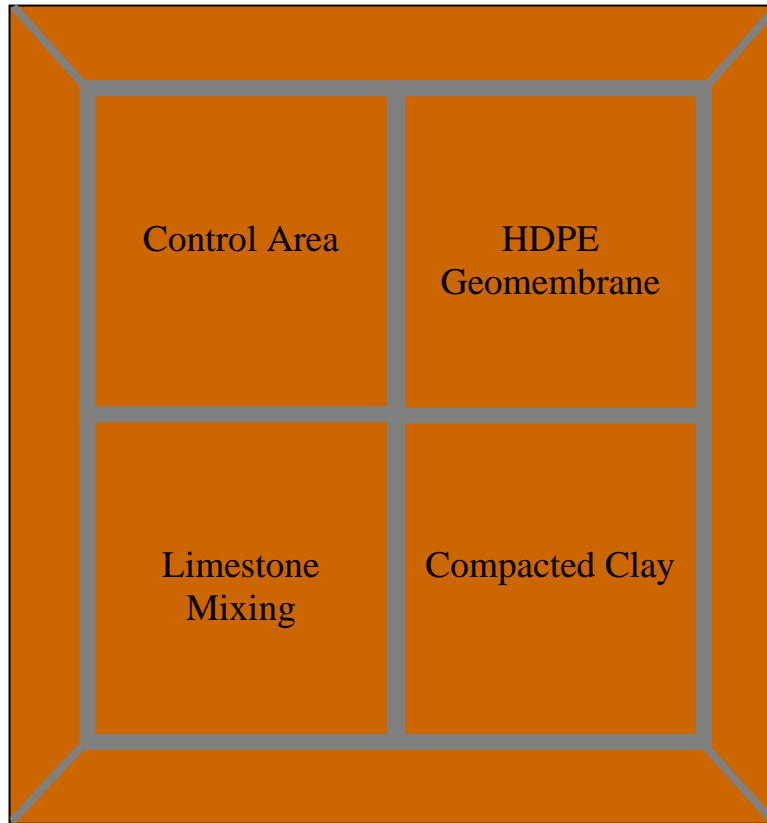 Control Area
HDPE
Geomembrane
Limestone
Mixing
Compacted Clay